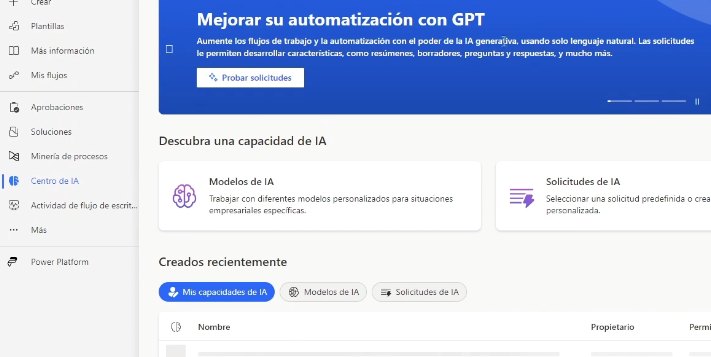 Crear
Plantillas
Más información
Mis flujos
Aprobaciones
Soluciones
Minería de procesos
Centro de IA
Actividad de flujo de escrit...
Más
Power Platform
Mejorar su automatización con GPT
Aumente los flujos de trabajo y la automatización con el poder de la IA generativa, usando solo lenguaje natural. Las solicitudes
le permiten desarrollar características, como resúmenes, borradores, preguntas y respuestas, y mucho más.
Probar solicitudes
Descubra una capacidad de IA
Modelos de IA
Trabajar con diferentes modelos personalizados para situaciones
empresariales específicas.
Solicitudes de IA
Seleccionar una solicitud predefinida o crea
personalizada.
Creados recientemente
Mis capacidades de IA
Modelos de IA
Solicitudes de IA
Nombre
Propietario
Permi